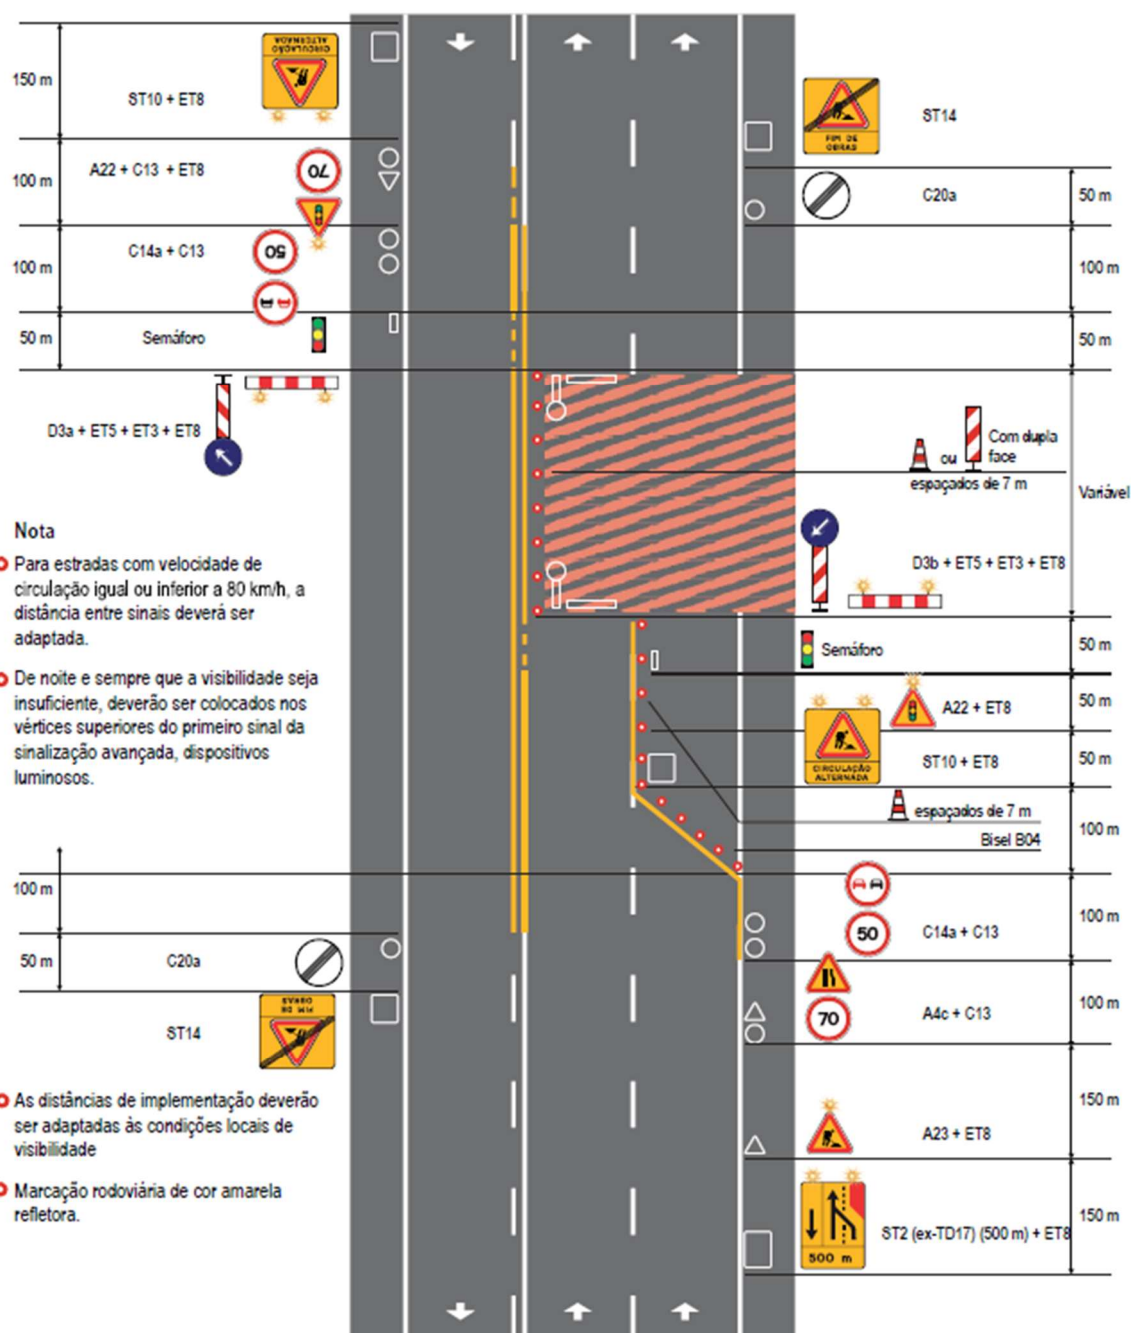 150 m
CIRCULAÇÃO
ALTERNADA
ST10 + ET8
100 m
A22 + C13 + ET8
70
100 m
C14a + C13
50
50 m
Semáforo
D3a + ET5 + ET3 + ET8
Nota
Para estradas com velocidade de
circulação igual ou inferior a 80 km/h, a
distância entre sinais deverá ser
adaptada.
De noite e sempre que a visibilidade seja
insuficiente, deverão ser colocados nos
vértices superiores do primeiro sinal da
sinalização avançada, dispositivos
luminosos.
100 m
50 m
C20a
FIM DE
OBRAS
ST14
As distâncias de implementação deverão
ser adaptadas às condições locais de
visibilidade
Marcação rodoviária de cor amarela
refletora.
FIM DE
OBRAS
ST14
C20a
50 m
100 m
50 m
ou
Com dupla
face
espaçados de 7 m
Variável
D3b + ET5 + ET3 + ET8
Semáforo
50 m
A22 + ET8
50 m
CIRCULAÇÃO
ALTERNADA
ST10 + ET8
50 m
espaçados de 7 m
Bisel B04
100 m
50
C14a + C13
100 m
70
A4c + C13
100 m
A23 + ET8
150 m
500 m
ST2 (ex-TD17) (500 m) + ET8
150 m